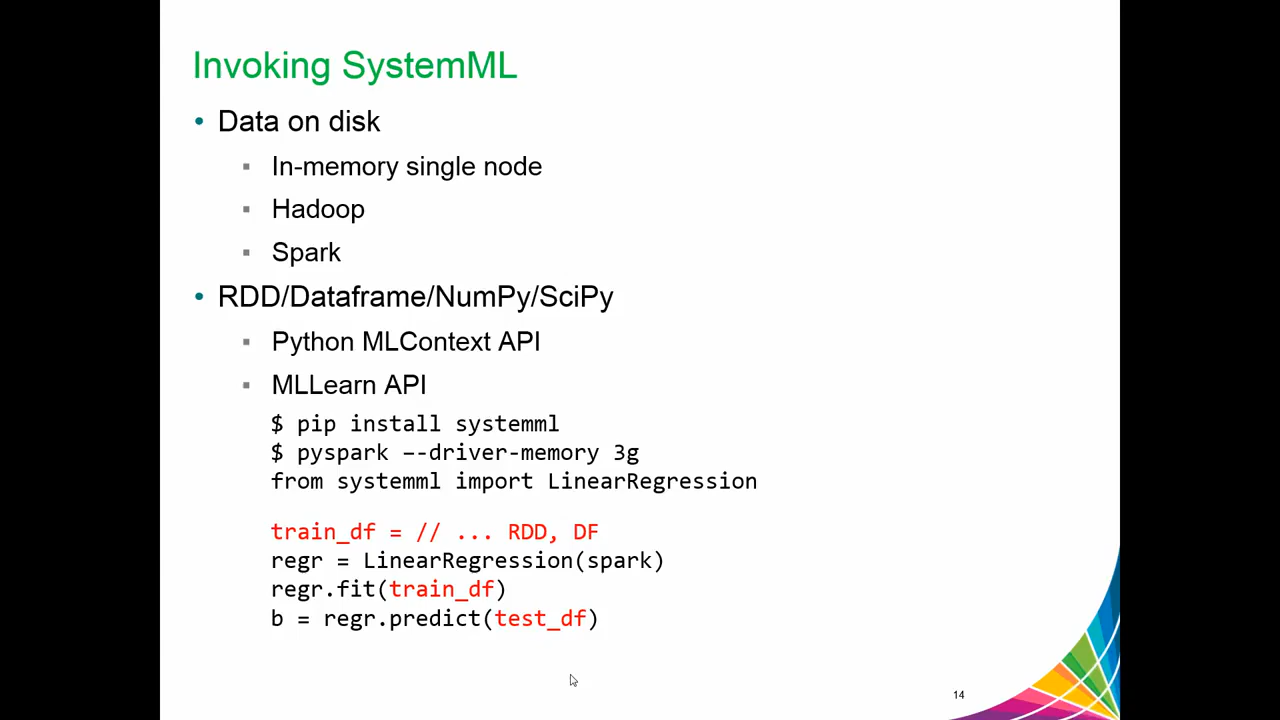 Invoking SystemML
• Data on disk
▪ In-memory single node
▪ Hadoop
▪ Spark
• RDD/Dataframe/NumPy/SciPy
▪ Python MLContext API
▪ MLLearn API
$ pip install systemml
$ pyspark –-driver-memory 3g
from systemml import LinearRegression
train_df = // ... RDD, DF
regr = LinearRegression(spark)
regr.fit(train_df)
b = regr.predict(test_df)
14